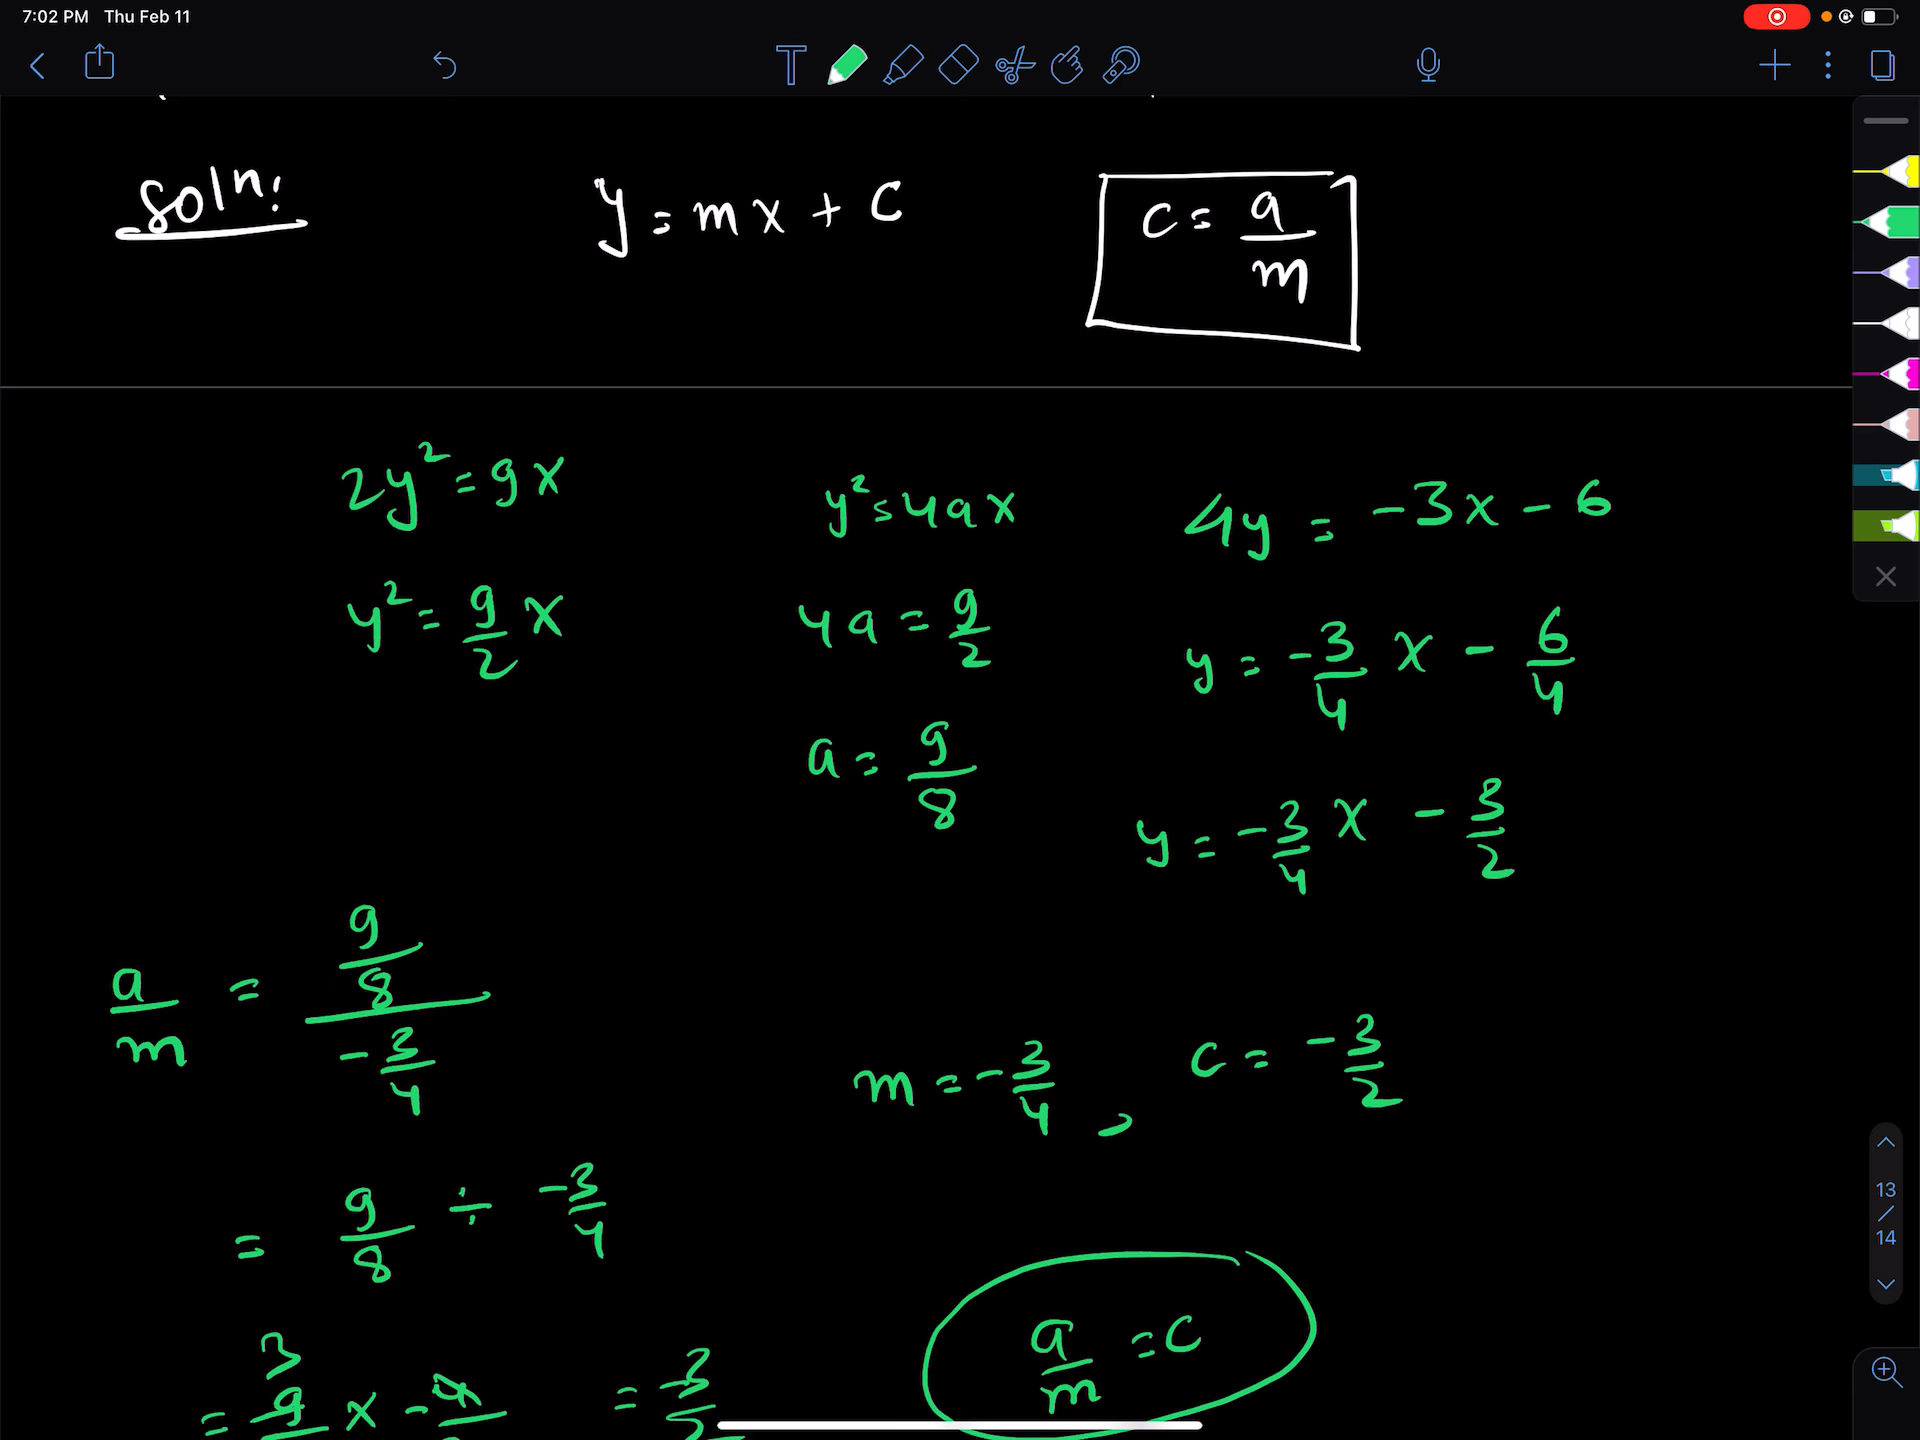 7:02 PM Thu Feb 11
Soln:
y = mx + c
c = a/m
2y² = 9x
y² = 9/2 x
y² = 4ax
4a = 9/2
a = 9/8
4y = -3x - 6
y = -3/4 x - 6/4
y = -3/4 x - 3/2
m = -3/4 , c = -3/2
a/m = (9/8)/(-3/4)
= 9/8 ÷ -3/4
a/m = c
13
/
14